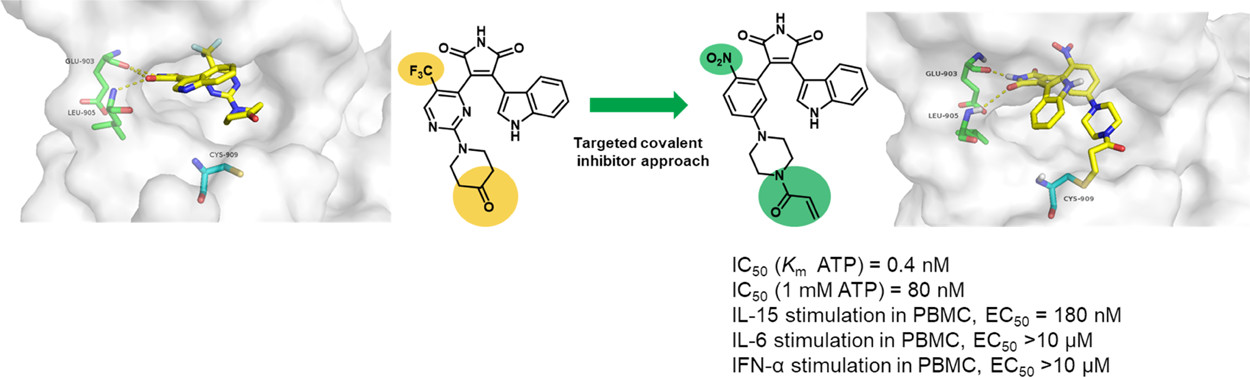 GLU-903
LEU-905
CYS-909
H
N
O
O
F₃C
N
N
N
H
N
O
Targeted covalent
inhibitor approach
H
N
O
O
O₂N
N
H
N
N
O
GLU-903
LEU-905
CYS-909
IC₅₀ (Kₘ ATP) = 0.4 nM
IC₅₀ (1 mM ATP) = 80 nM
IL-15 stimulation in PBMC, EC₅₀ = 180 nM
IL-6 stimulation in PBMC, EC₅₀ >10 µM
IFN-α stimulation in PBMC, EC₅₀ >10 µM